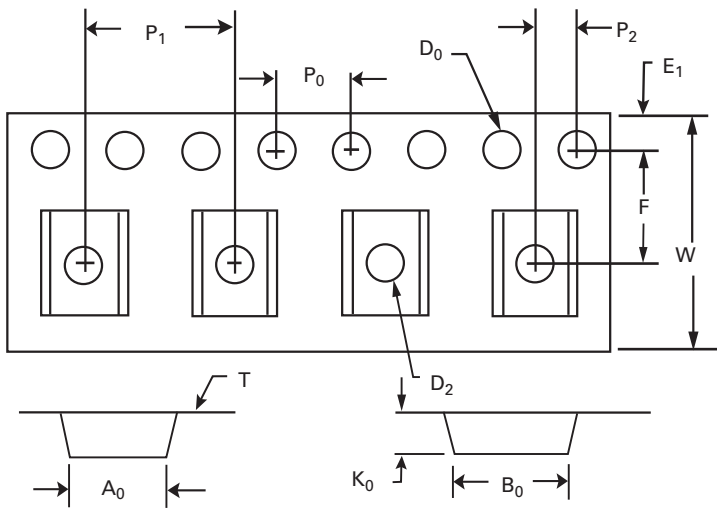 P₁
P₀
D₀
P₂
E₁
F
W
T
D₂
A₀
K₀
B₀